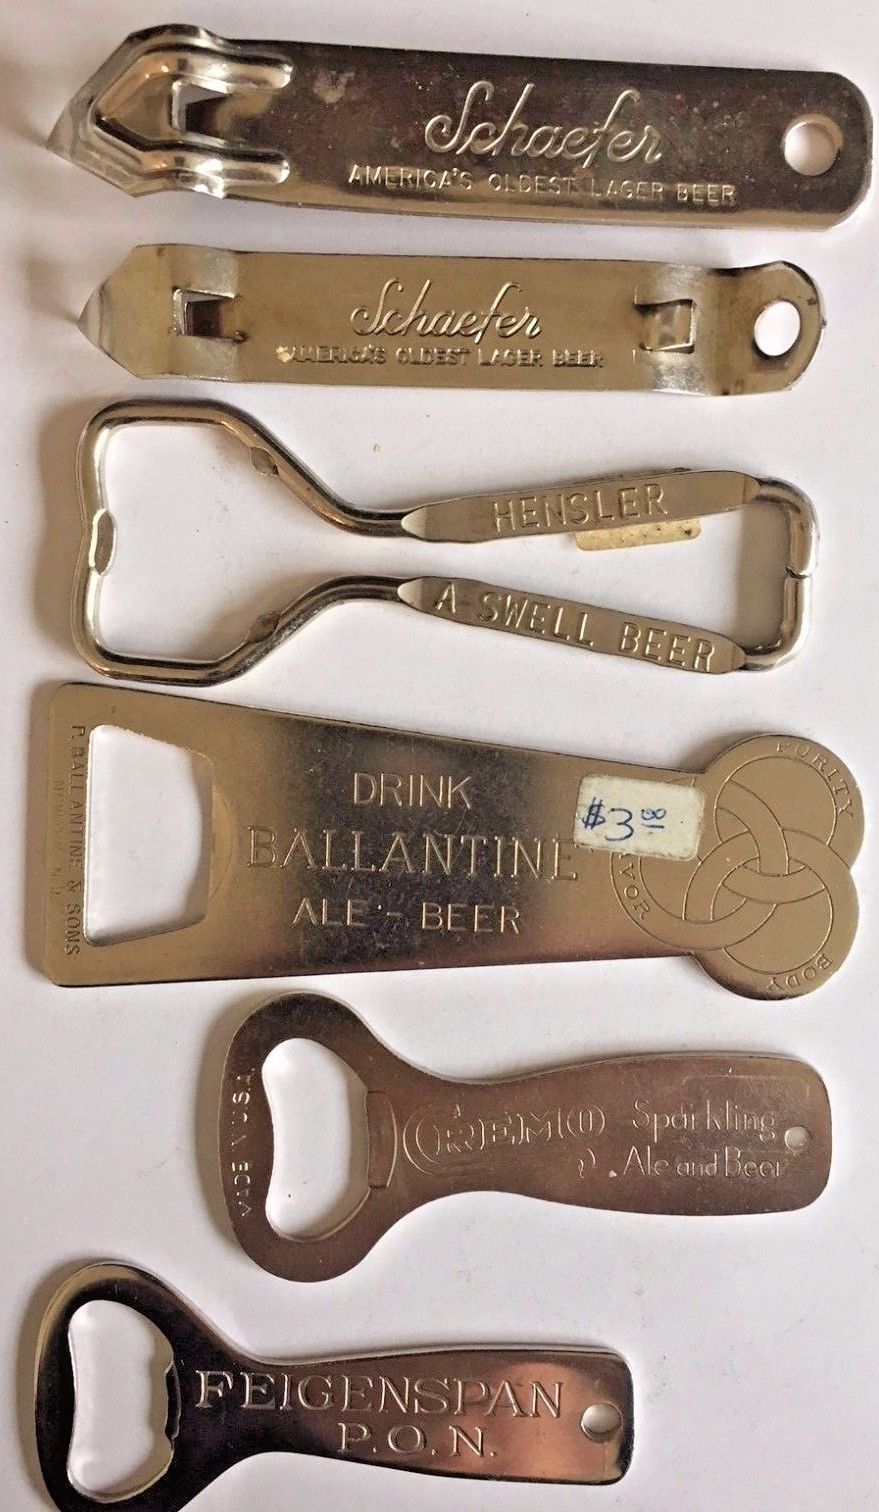 Schaefer
AMERICA'S OLDEST LAGER BEER
Schaefer
AMERICA'S OLDEST LAGER BEER
HENSLER
A SWELL BEER
P. BALLANTINE & SONS
NEWARK, N.J.
DRINK
BALLANTINE
ALE - BEER
$3.00
PURITY
BODY
MADE IN U.S.A.
CREMO
Sparkling
Ale and Beer
FEIGENSPAN
P.O.N.